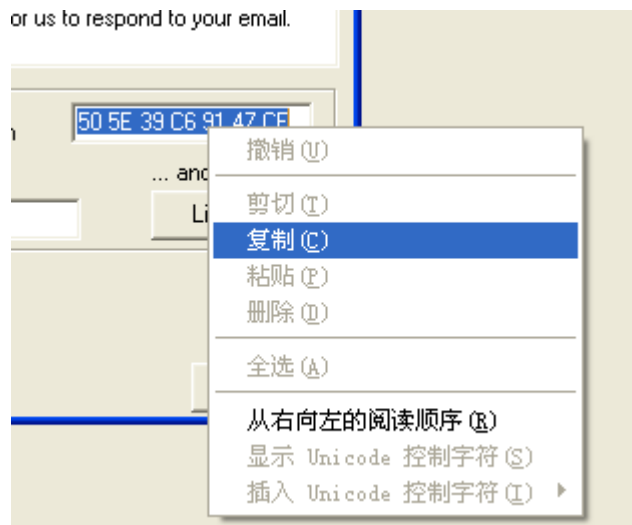 or us to respond to your email.
50 5E 39 C6 91 47 CF
... and
Li
撤销(U)
剪切(T)
复制(C)
粘贴(P)
删除(D)
全选(A)
从右向左的阅读顺序(R)
显示 Unicode 控制字符(S)
插入 Unicode 控制字符(I)